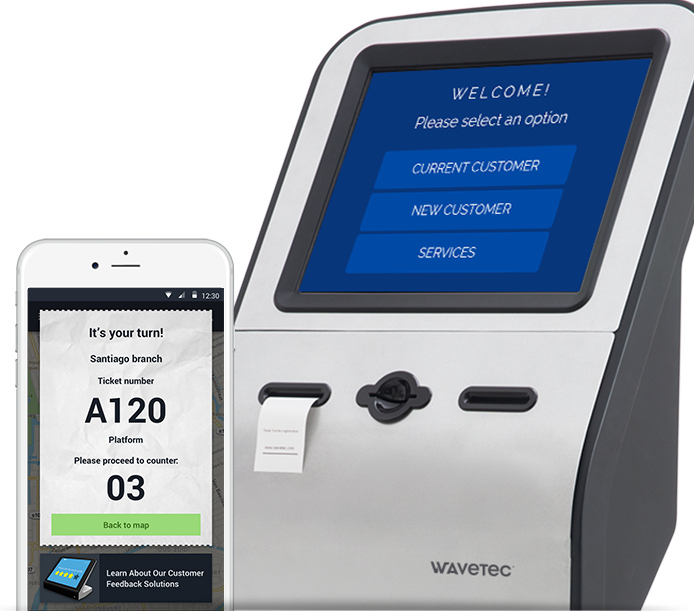 WELCOME!
Please select an option
CURRENT CUSTOMER
NEW CUSTOMER
SERVICES
WAVETEC
12:30
It's your turn!
Santiago branch
Ticket number
A120
Platform
Please proceed to counter:
03
Back to map
Learn About Our Customer
Feedback Solutions